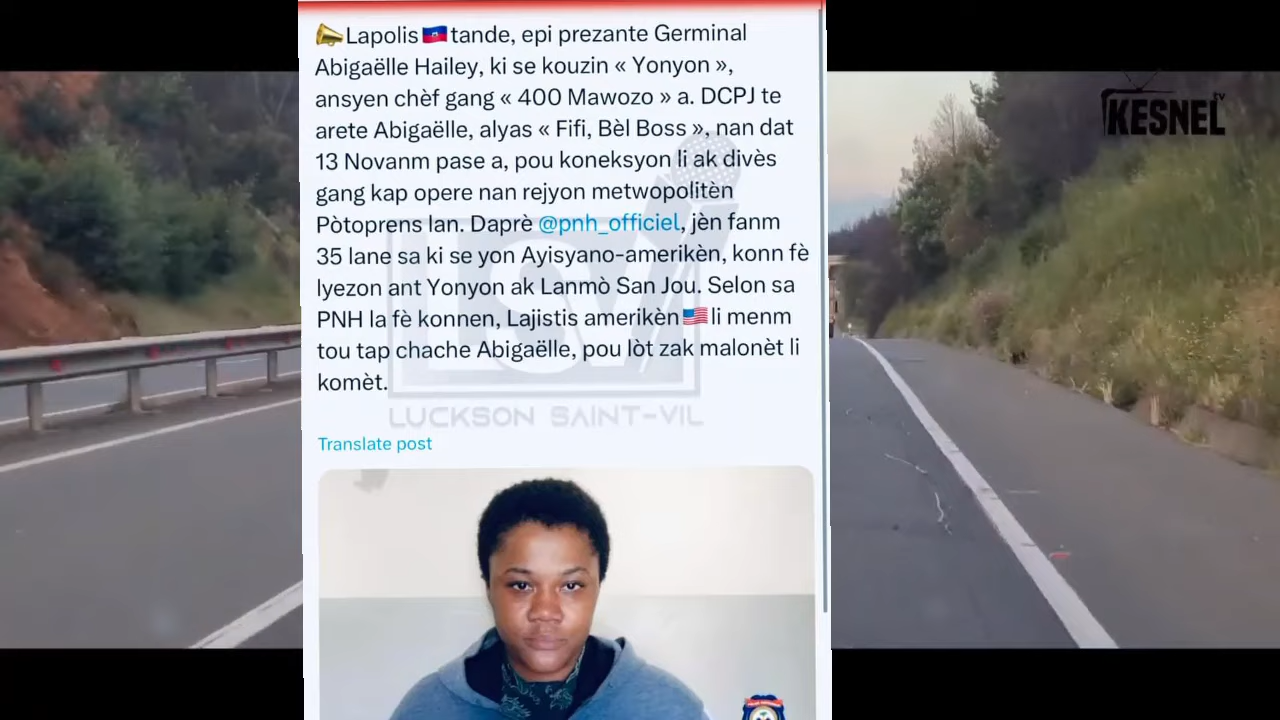 Lapolis tande, epi prezante Germinal
Abigaëlle Hailey, ki se kouzin « Yonyon »,
ansyen chèf gang « 400 Mawozo » a. DCPJ te
arete Abigaëlle, alyas « Fifi, Bèl Boss », nan dat
13 Novanm pase a, pou koneksyon li ak divès
gang kap opere nan rejyon metwopolitèn
Pòtoprens lan. Daprè @pnh_officiel, jèn fanm
35 lane sa ki se yon Ayisyano-amerikèn, konn fè
lyezon ant Yonyon ak Lanmò San Jou. Selon sa
PNH la fè konnen, Lajistis amerikèn li menm
tou tap chache Abigaëlle, pou lòt zak malonèt li
komèt.
LSV
LUCKSON SAINT-VIL
Translate post
KESNEL tv